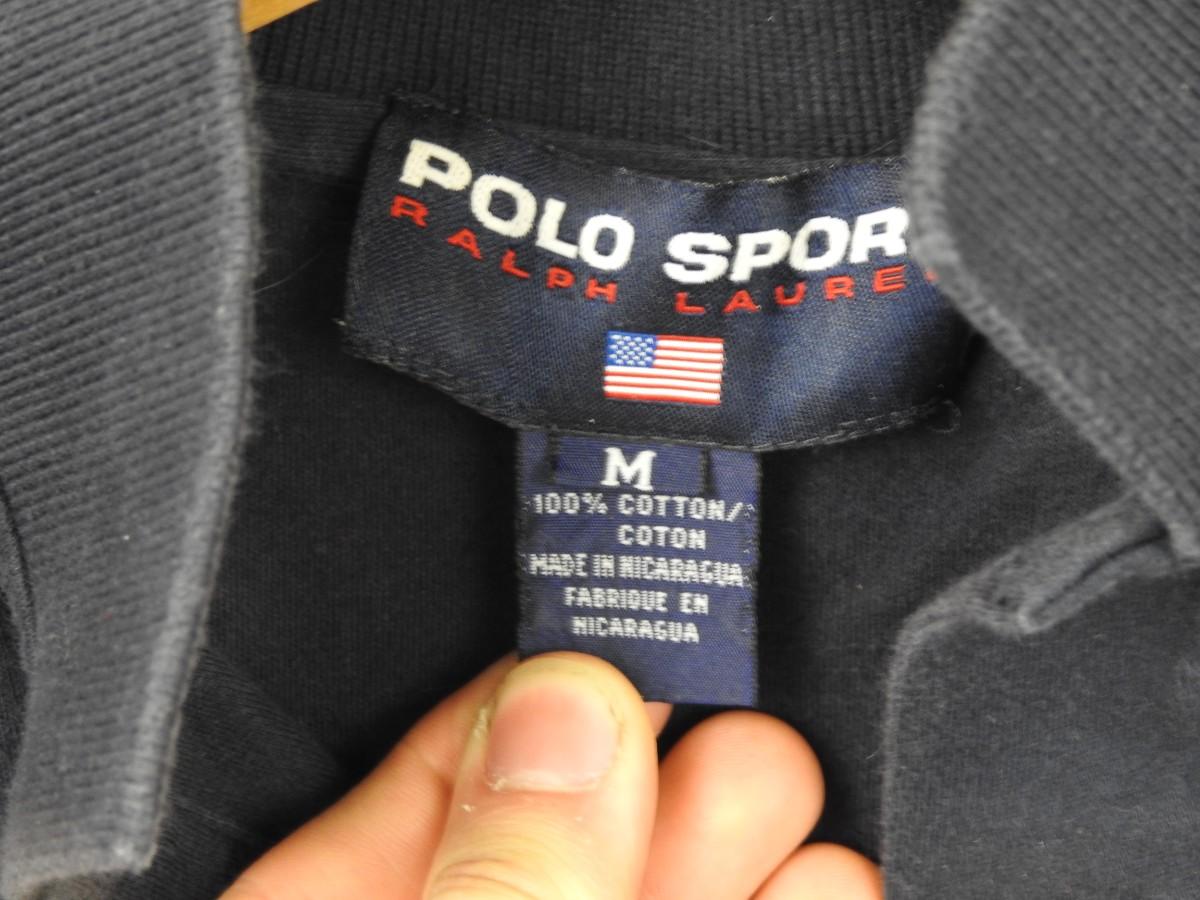 POLO SPOR
RALPH LAURE
M
100% COTTON/
COTON
MADE IN NICARAGUA
FABRIQUE EN
NICARAGUA